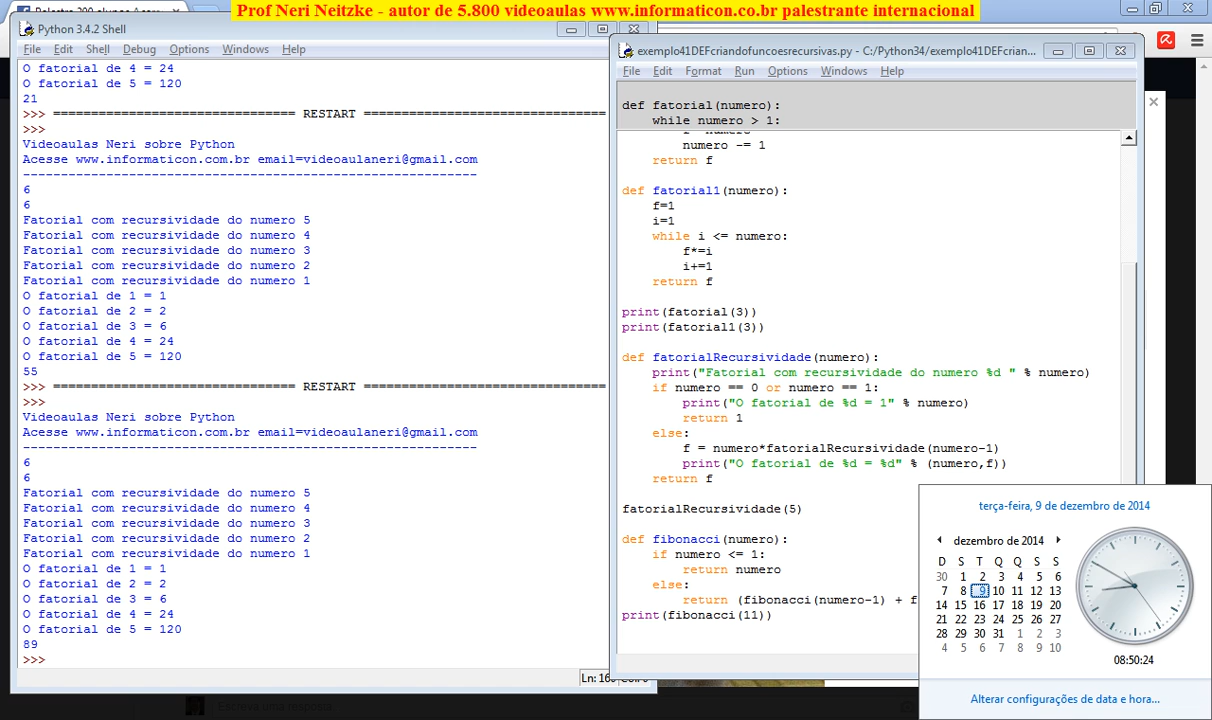 Prof Neri Neitzke - autor de 5.800 videoaulas www.informaticon.co.br palestrante internacional
Python 3.4.2 Shell
File Edit Shell Debug Options Windows Help
O fatorial de 4 = 24
O fatorial de 5 = 120
21
>>> ================================ RESTART ================================
>>>
Videoaulas Neri sobre Python
Acesse www.informaticon.com.br email=videoaulaneri@gmail.com
------------------------------------------------------------
6
6
Fatorial com recursividade do numero 5
Fatorial com recursividade do numero 4
Fatorial com recursividade do numero 3
Fatorial com recursividade do numero 2
Fatorial com recursividade do numero 1
O fatorial de 1 = 1
O fatorial de 2 = 2
O fatorial de 3 = 6
O fatorial de 4 = 24
O fatorial de 5 = 120
55
>>> ================================ RESTART ================================
>>>
Videoaulas Neri sobre Python
Acesse www.informaticon.com.br email=videoaulaneri@gmail.com
------------------------------------------------------------
6
6
Fatorial com recursividade do numero 5
Fatorial com recursividade do numero 4
Fatorial com recursividade do numero 3
Fatorial com recursividade do numero 2
Fatorial com recursividade do numero 1
O fatorial de 1 = 1
O fatorial de 2 = 2
O fatorial de 3 = 6
O fatorial de 4 = 24
O fatorial de 5 = 120
89
>>>
exemplo41DEFcriandofuncoesrecursivas.py - C:/Python34/exemplo41DEFcrian...
File Edit Format Run Options Windows Help
def fatorial(numero):
while numero > 1:
numero -= 1
return f
def fatorial1(numero):
f=1
i=1
while i <= numero:
f*=i
i+=1
return f
print(fatorial(3))
print(fatorial1(3))
def fatorialRecursividade(numero):
print("Fatorial com recursividade do numero %d " % numero)
if numero == 0 or numero == 1:
print("O fatorial de %d = 1" % numero)
return 1
else:
f = numero*fatorialRecursividade(numero-1)
print("O fatorial de %d = %d" % (numero,f))
return f
fatorialRecursividade(5)
def fibonacci(numero):
if numero <= 1:
return numero
else:
return (fibonacci(numero-1) + f
print(fibonacci(11))
terça-feira, 9 de dezembro de 2014
dezembro de 2014
D S T Q Q S S
30 1 2 3 4 5 6
7 8 9 10 11 12 13
14 15 16 17 18 19 20
21 22 23 24 25 26 27
28 29 30 31 1 2 3
4 5 6 7 8 9 10
08:50:24
Alterar configurações de data e hora...
Escreva uma resposta